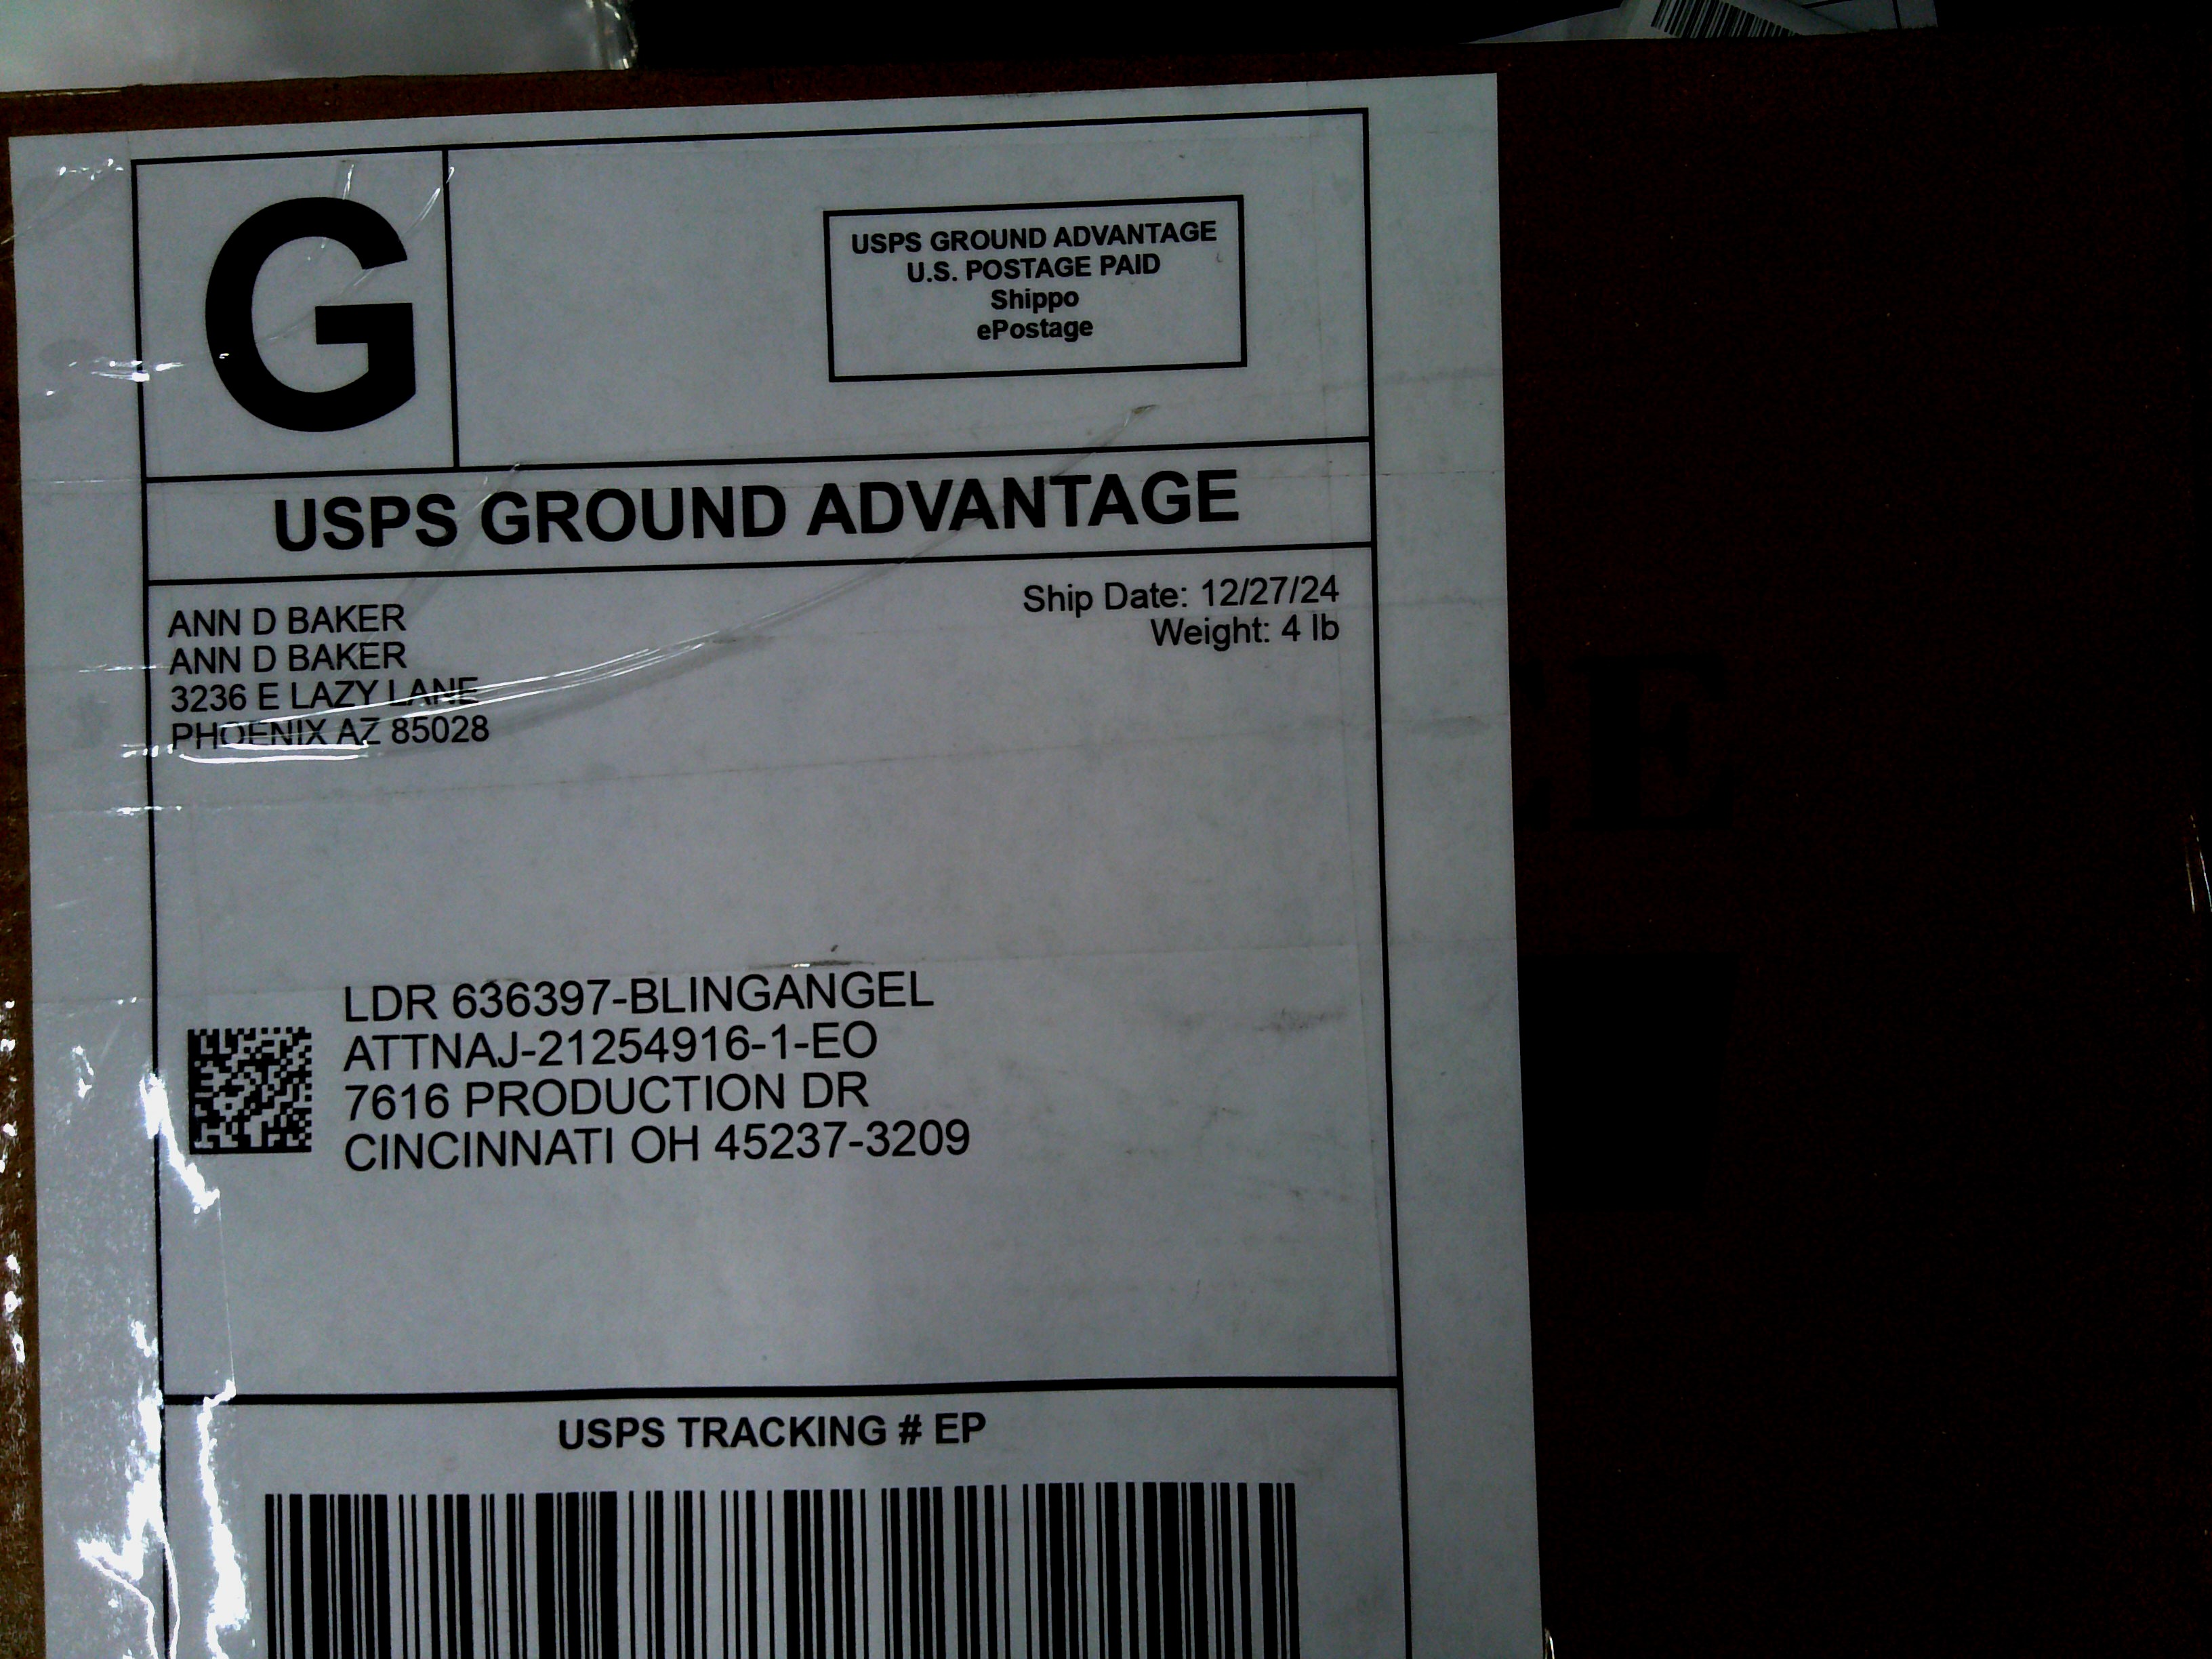 G
USPS GROUND ADVANTAGE
U.S. POSTAGE PAID
Shippo
ePostage
USPS GROUND ADVANTAGE
Ship Date: 12/27/24
Weight: 4 lb
ANN D BAKER
ANN D BAKER
3236 E LAZY LANE
PHOENIX AZ 85028
LDR 636397-BLINGANGEL
ATTNAJ-21254916-1-EO
7616 PRODUCTION DR
CINCINNATI OH 45237-3209
USPS TRACKING # EP